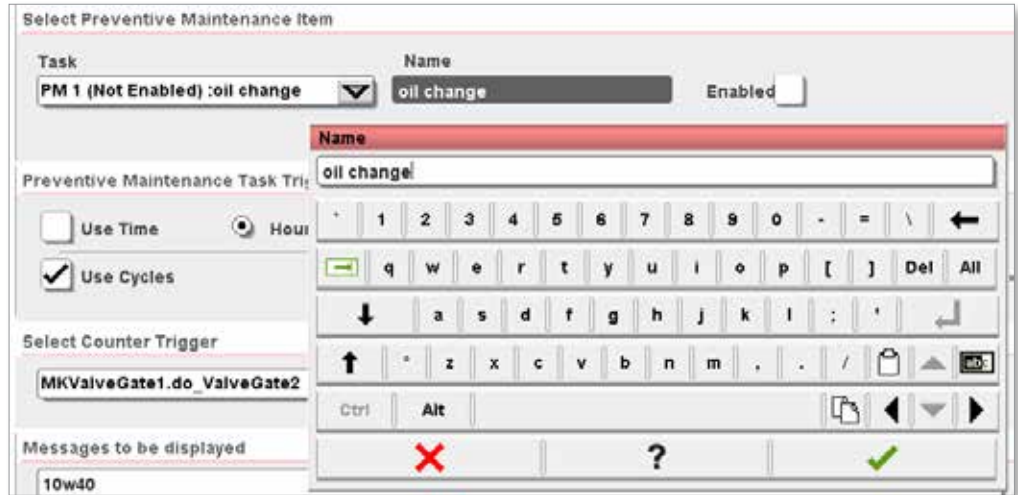 Select Preventive Maintenance Item
Task
Name
PM 1 (Not Enabled) :oil change
oil change
Enabled
Name
oil change
Preventive Maintenance Task Tri
Use Time
Hour
Use Cycles
` 1 2 3 4 5 6 7 8 9 0 - = \
q w e r t y u i o p [ ] Del All
a s d f g h j k l ; '
z x c v b n m , . /
Ctrl Alt
Select Counter Trigger
MKValveGate1.do_ValveGate2
Messages to be displayed
10w40
?